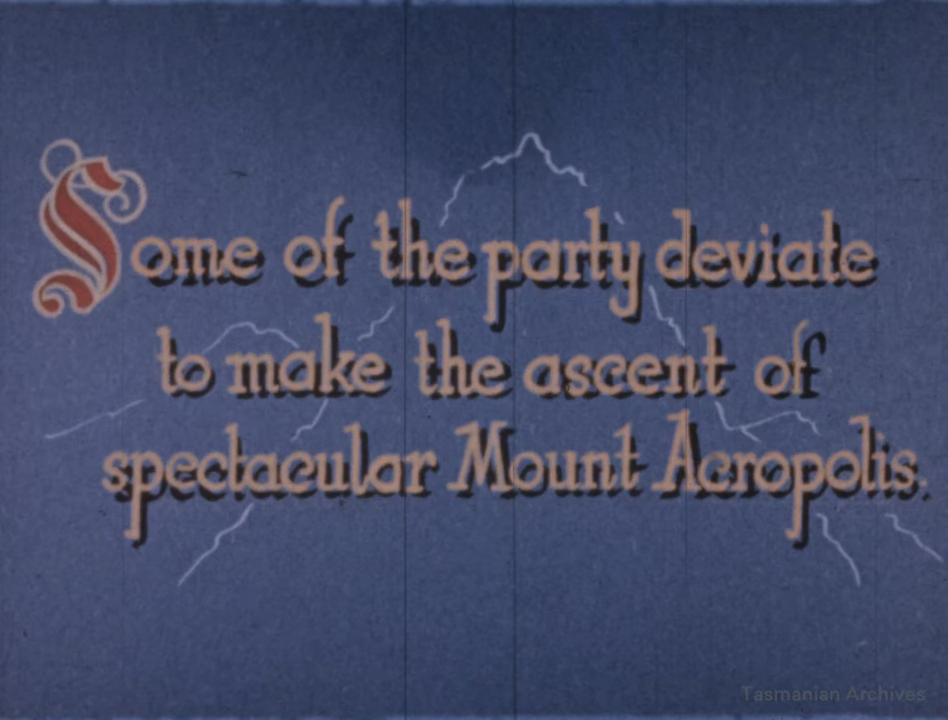 Some of the party deviate
to make the ascent of
spectacular Mount Acropolis.
Tasmanian Archives